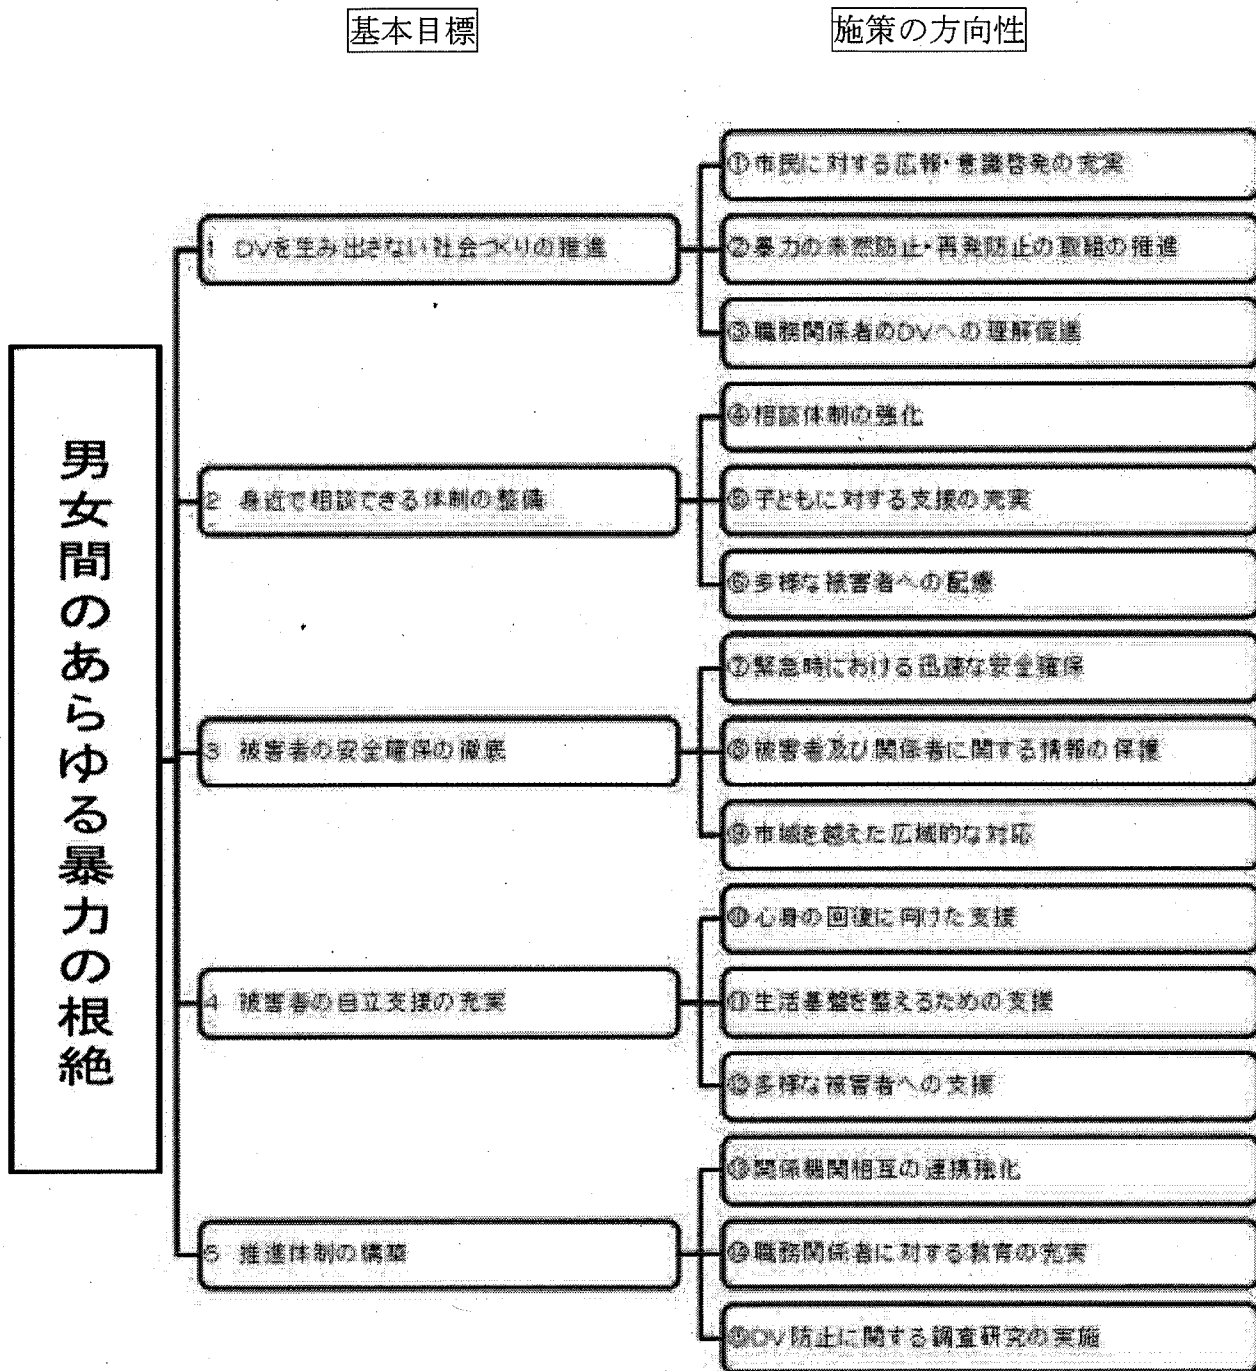 基本目標
施策の方向性
男女間のあらゆる暴力の根絶
1 DVを生み出さない社会づくりの推進
①市民に対する広報・意識啓発の充実
②暴力の未然防止・再発防止の取組の推進
③職務関係者のDVへの理解促進
2 身近で相談できる体制の整備
④相談体制の強化
⑤子どもに対する支援の充実
⑥多様な被害者への配慮
3 被害者の安全確保の徹底
⑦緊急時における迅速な安全確保
⑧被害者及び関係者に関する情報の保護
⑨市域を越えた広域的な対応
4 被害者の自立支援の充実
⑩心身の回復に向けた支援
⑪生活基盤を整えるための支援
⑫多様な被害者への支援
5 推進体制の構築
⑬関係機関相互の連携強化
⑭職務関係者に対する教育の充実
⑮DV防止に関する調査研究の実施